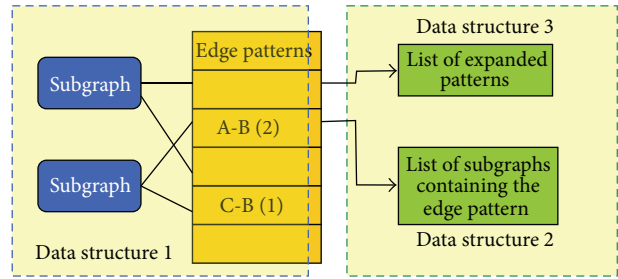 Edge patterns
Subgraph
A-B (2)
Subgraph
C-B (1)
Data structure 1
Data structure 3
List of expanded
patterns
List of subgraphs
containing the
edge pattern
Data structure 2